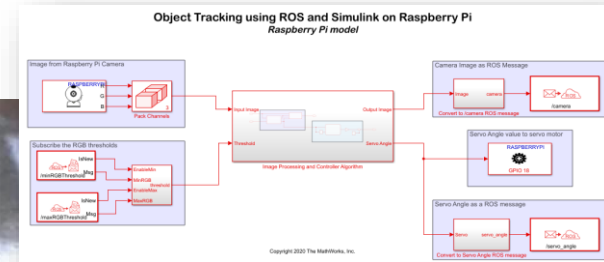 Object Tracking using ROS and Simulink on Raspberry Pi
Raspberry Pi model
Image from Raspberry Pi Camera
RASPBERRYPI
R
G
B
Pack Channels
Subscribe the RGB thresholds
IsNew
Msg
/minRGBThreshold
IsNew
Msg
/maxRGBThreshold
EnableMin
MinRGB
EnableMax
MaxRGB
threshold
Input Image
Threshold
Output Image
Servo Angle
Image Processing and Controller Algorithm
Camera Image as ROS Message
Image
camera
Convert to /camera ROS message
/camera
Servo Angle value to servo motor
RASPBERRYPI
GPIO 18
Servo Angle as a ROS message
Servo
servo_angle
Convert to Servo Angle ROS message
/servo_angle
Copyright 2020 The MathWorks, Inc.